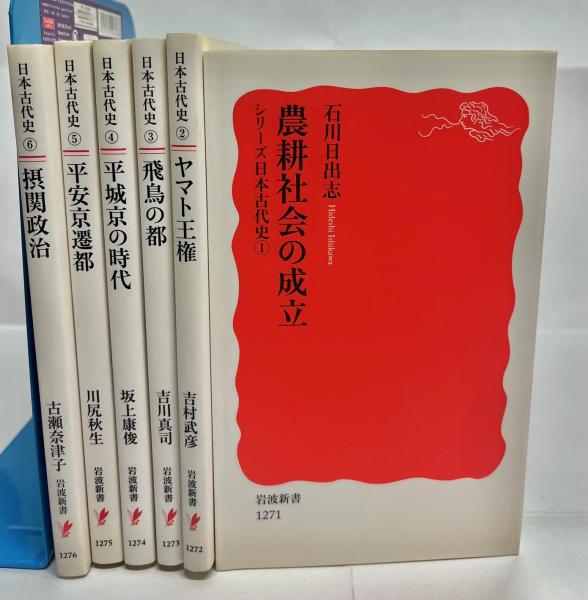 日本古代史⑥
摂関政治
古瀬奈津子
岩波新書
1276
日本古代史⑤
平安京遷都
川尻秋生
岩波新書
1275
日本古代史④
平城京の時代
坂上康俊
岩波新書
1274
日本古代史③
飛鳥の都
吉川真司
岩波新書
1273
日本古代史②
ヤマト王権
吉村武彦
岩波新書
1272
石川日出志
Hideshi Ishikawa
農耕社会の成立
シリーズ日本古代史①
岩波新書
1271